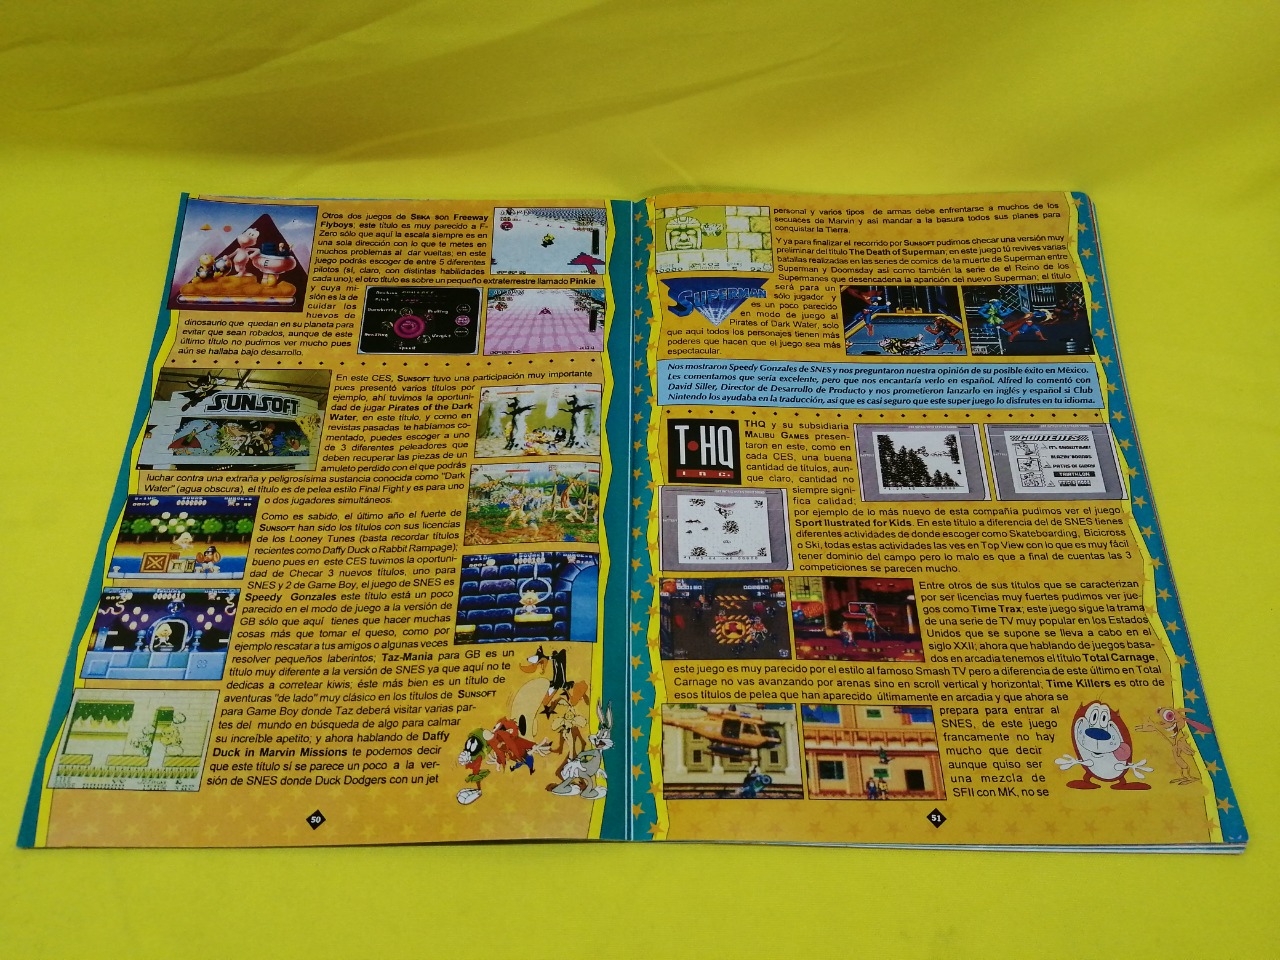 Otros dos juegos de SEIKA son Freeway
Flyboys; este título es muy parecido a F-
Zero sólo que aquí la escala siempre es en
una sola dirección con lo que te metes en
muchos problemas al dar vueltas; en este
juego podrás escoger de entre 5 diferentes
pilotos (sí, claro, con distintas habilidades
cada uno); el otro título es sobre un pequeño extraterrestre llamado Pinkie
y cuya mi-
sión es la de
cuidar los
huevos de
dinosaurio que quedan en su planeta para
evitar que sean robados, aunque de este
último título no pudimos ver mucho pues
aún se hallaba bajo desarrollo.
SUNSOFT
En este CES, SUNSOFT tuvo una participación muy importante
pues presentó varios títulos por
ejemplo, ahí tuvimos la oportuni-
dad de jugar Pirates of the Dark
Water, en este título, y como en
revistas pasadas te habíamos co-
mentado, puedes escoger a uno
de 3 diferentes peleadores que
deben recuperar las piezas de un
amuleto perdido con el que podrás
luchar contra una extraña y peligrosísima sustancia conocida como "Dark
Water" (agua obscura), el título es de pelea estilo Final Fight y es para uno
o dos jugadores simultáneos.
Como es sabido, el último año el fuerte de
SUNSOFT han sido los títulos con sus licencias
de los Looney Tunes (basta recordar títulos
recientes como Daffy Duck o Rabbit Rampage);
bueno pues en este CES tuvimos la oportuni-
dad de Checar 3 nuevos títulos, uno para
SNES y 2 de Game Boy, el juego de SNES es
Speedy Gonzales este título está un poco
parecido en el modo de juego a la versión de
GB sólo que aquí tienes que hacer muchas
cosas más que tomar el queso, como por
ejemplo rescatar a tus amigos o algunas veces
resolver pequeños laberintos; Taz-Mania para GB es un
título muy diferente a la versión de SNES ya que aquí no te
dedicas a corretear kiwis; éste más bien es un título de
aventuras "de lado" muy clásico en los títulos de SUNSOFT
para Game Boy donde Taz deberá visitar varias par-
tes del mundo en búsqueda de algo para calmar
su increíble apetito; y ahora hablando de Daffy
Duck in Marvin Missions te podemos decir
que este título sí se parece un poco a la ver-
sión de SNES donde Duck Dodgers con un jet
50
personal y varios tipos de armas debe enfrentarse a muchos de los
secuaces de Marvin y así mandar a la basura todos sus planes para
conquistar la Tierra.
Y ya para finalizar el recorrido por SUNSOFT pudimos checar una versión muy
preliminar del título The Death of Superman; en este juego tú revives varias
batallas realizadas en las series de comics de la muerte de Superman entre
Superman y Doomsday así como también la serie de el Reino de los
Supermanes que desencadena la aparición del nuevo Superman; el título
SUPERMAN
será para un
sólo jugador y
es un poco parecido
en modo de juego al
Pirates of Dark Water, solo
que aquí todos los personajes tienen más
poderes que hacen que el juego sea más
espectacular.
Nos mostraron Speedy Gonzales de SNES y nos preguntaron nuestra opinión de su posible éxito en México.
Les comentamos que sería excelente, pero que nos encantaría verlo en español. Alfred lo comentó con
David Siller, Director de Desarrollo de Producto y nos prometieron lanzarlo en inglés y español si Club
Nintendo los ayudaba en la traducción, así que es casi seguro que este super juego lo disfrutes en tu idioma.
T·HQ
INC.
THQ y su subsidiaria
MALIBU GAMES presen-
taron en este, como en
cada CES, una buena
cantidad de títulos, aun-
que claro, cantidad no
siempre signi-
fica calidad,
CONTENTS
por ejemplo de lo más nuevo de esta compañía pudimos ver el juego
Sport Ilustrated for Kids. En este título a diferencia del de SNES tienes
diferentes actividades de donde escoger como Skateboarding, Bicicross
o Ski, todas estas actividades las ves en Top View con lo que es muy fácil
tener dominio del campo pero lo malo es que a final de cuentas las 3
competiciones se parecen mucho.
Entre otros de sus títulos que se caracterizan
por ser licencias muy fuertes pudimos ver jue-
gos como Time Trax; este juego sigue la trama
de una serie de TV muy popular en los Estados
Unidos que se supone se lleva a cabo en el
siglo XXII; ahora que hablando de juegos basa-
dos en arcadia tenemos el título Total Carnage,
este juego es muy parecido por el estilo al famoso Smash TV pero a diferencia de este último en Total
Carnage no vas avanzando por arenas sino en scroll vertical y horizontal; Time Killers es otro de
esos títulos de pelea que han aparecido últimamente en arcadia y que ahora se
prepara para entrar al
SNES, de este juego
francamente no hay
mucho que decir
aunque quiso ser
una mezcla de
SFII con MK, no se
51